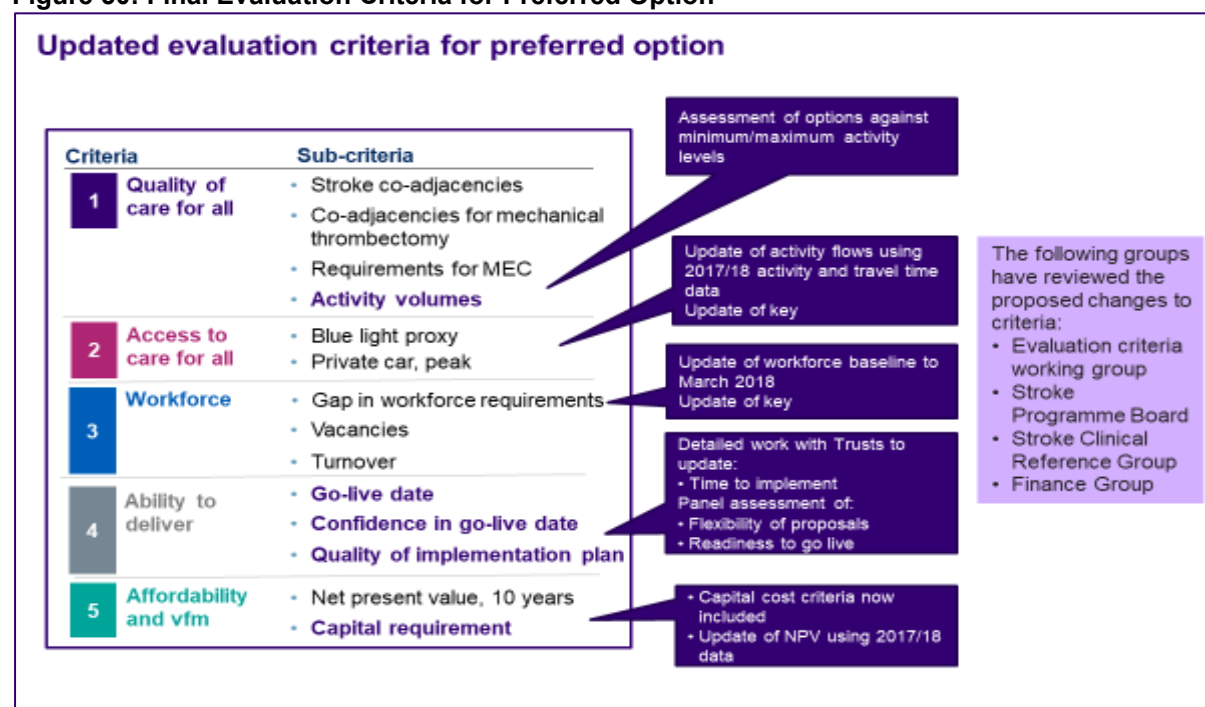 Figure 30: Final Evaluation Criteria for Preferred Option
Updated evaluation criteria for preferred option
Criteria
Sub-criteria
1
Quality of
care for all
• Stroke co-adjacencies
• Co-adjacencies for mechanical
thrombectomy
• Requirements for MEC
• Activity volumes
2
Access to
care for all
• Blue light proxy
• Private car, peak
3
Workforce
• Gap in workforce requirements
• Vacancies
• Turnover
4
Ability to
deliver
• Go-live date
• Confidence in go-live date
• Quality of implementation plan
5
Affordability
and vfm
• Net present value, 10 years
• Capital requirement
Assessment of options against
minimum/maximum activity
levels
Update of activity flows using
2017/18 activity and travel time
data
Update of key
Update of workforce baseline to
March 2018
Update of key
Detailed work with Trusts to
update:
• Time to implement
Panel assessment of:
• Flexibility of proposals
• Readiness to go live
• Capital cost criteria now
included
• Update of NPV using 2017/18
data
The following groups
have reviewed the
proposed changes to
criteria:
• Evaluation criteria
working group
• Stroke
Programme Board
• Stroke Clinical
Reference Group
• Finance Group